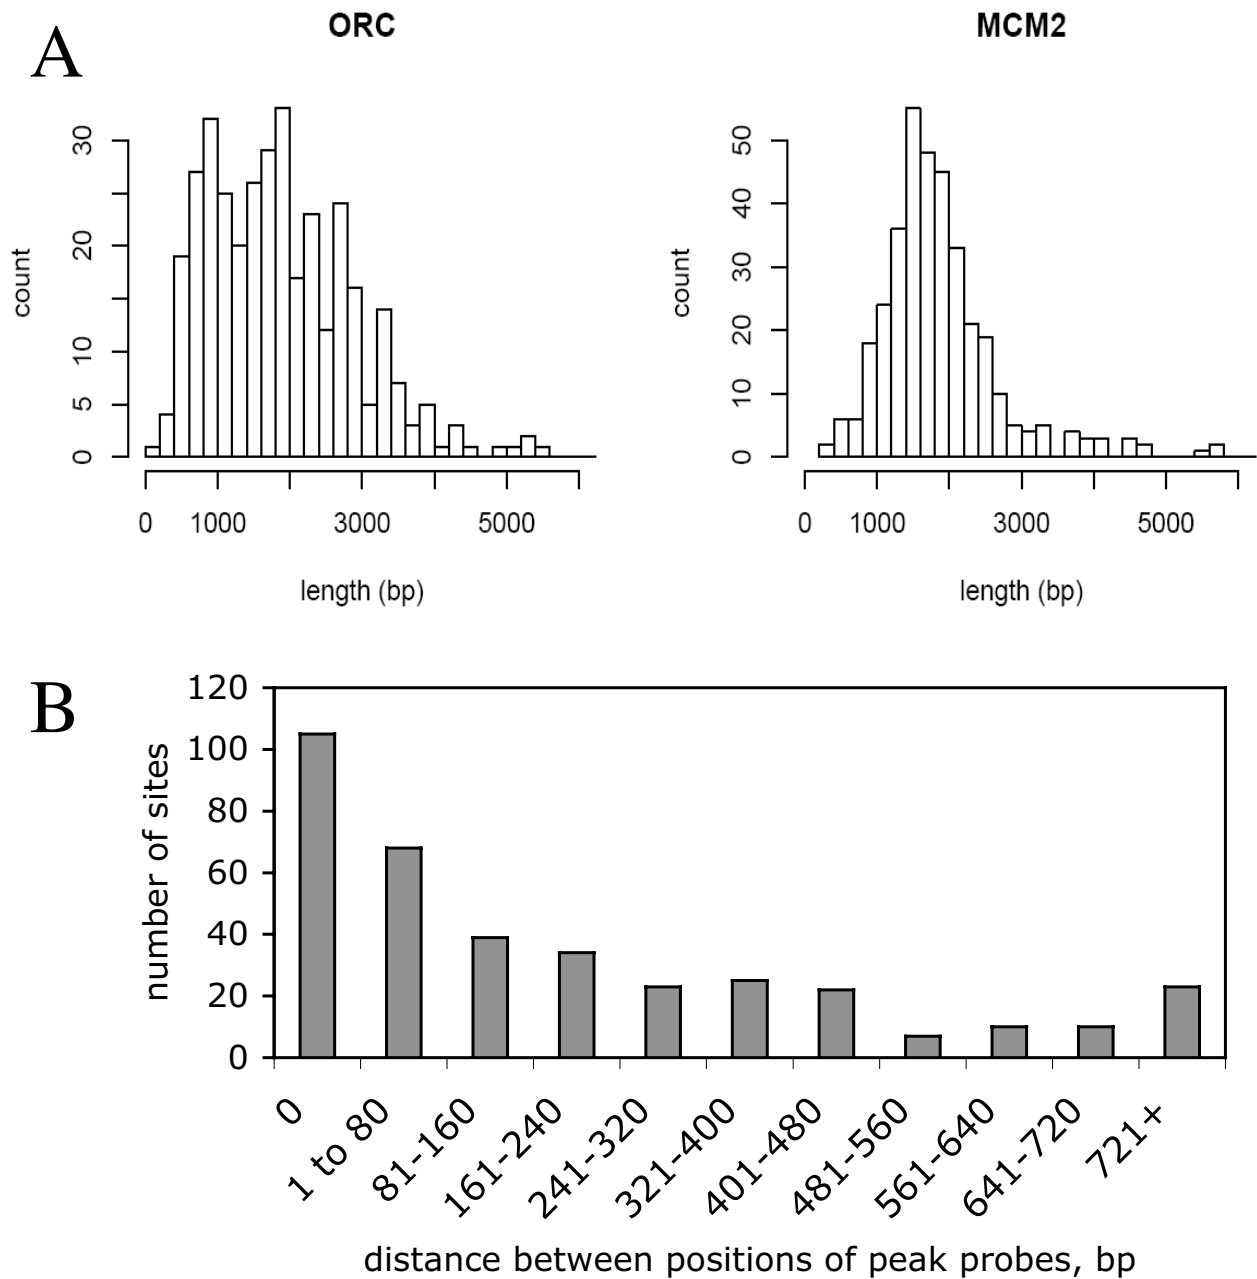 A
ORC
MCM2
30
20
10
5
0
count
0 1000 3000 5000
length (bp)
50
40
30
20
10
0
count
0 1000 3000 5000
length (bp)
B
120
100
80
60
40
20
0
number of sites
0
1 to 80
81-160
161-240
241-320
321-400
401-480
481-560
561-640
641-720
721+
distance between positions of peak probes, bp